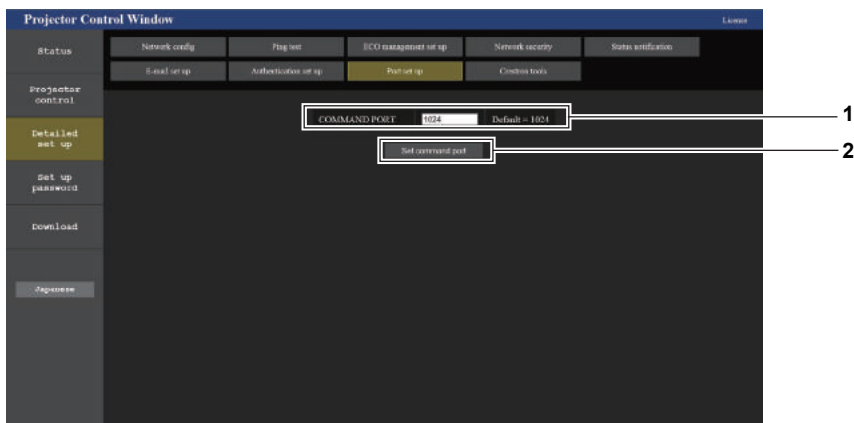 Projector Control Window
License
Status
Network config
Ping test
ECO management set up
Network security
Status notification
E-mail set up
Authentication set up
Port set up
Crestron tools
Projector
control
COMMAND PORT 1024 Default = 1024
1
Detailed
set up
Set command port
2
Set up
password
Download
Japanese